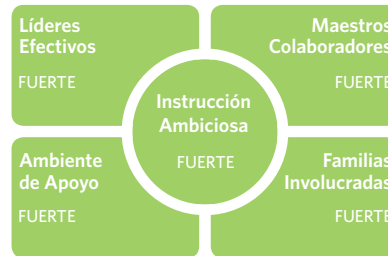 Líderes
Efectivos
FUERTE
Maestros
Colaboradores
FUERTE
Instrucción
Ambiciosa
FUERTE
Ambiente
de Apoyo
FUERTE
Familias
Involucradas
FUERTE